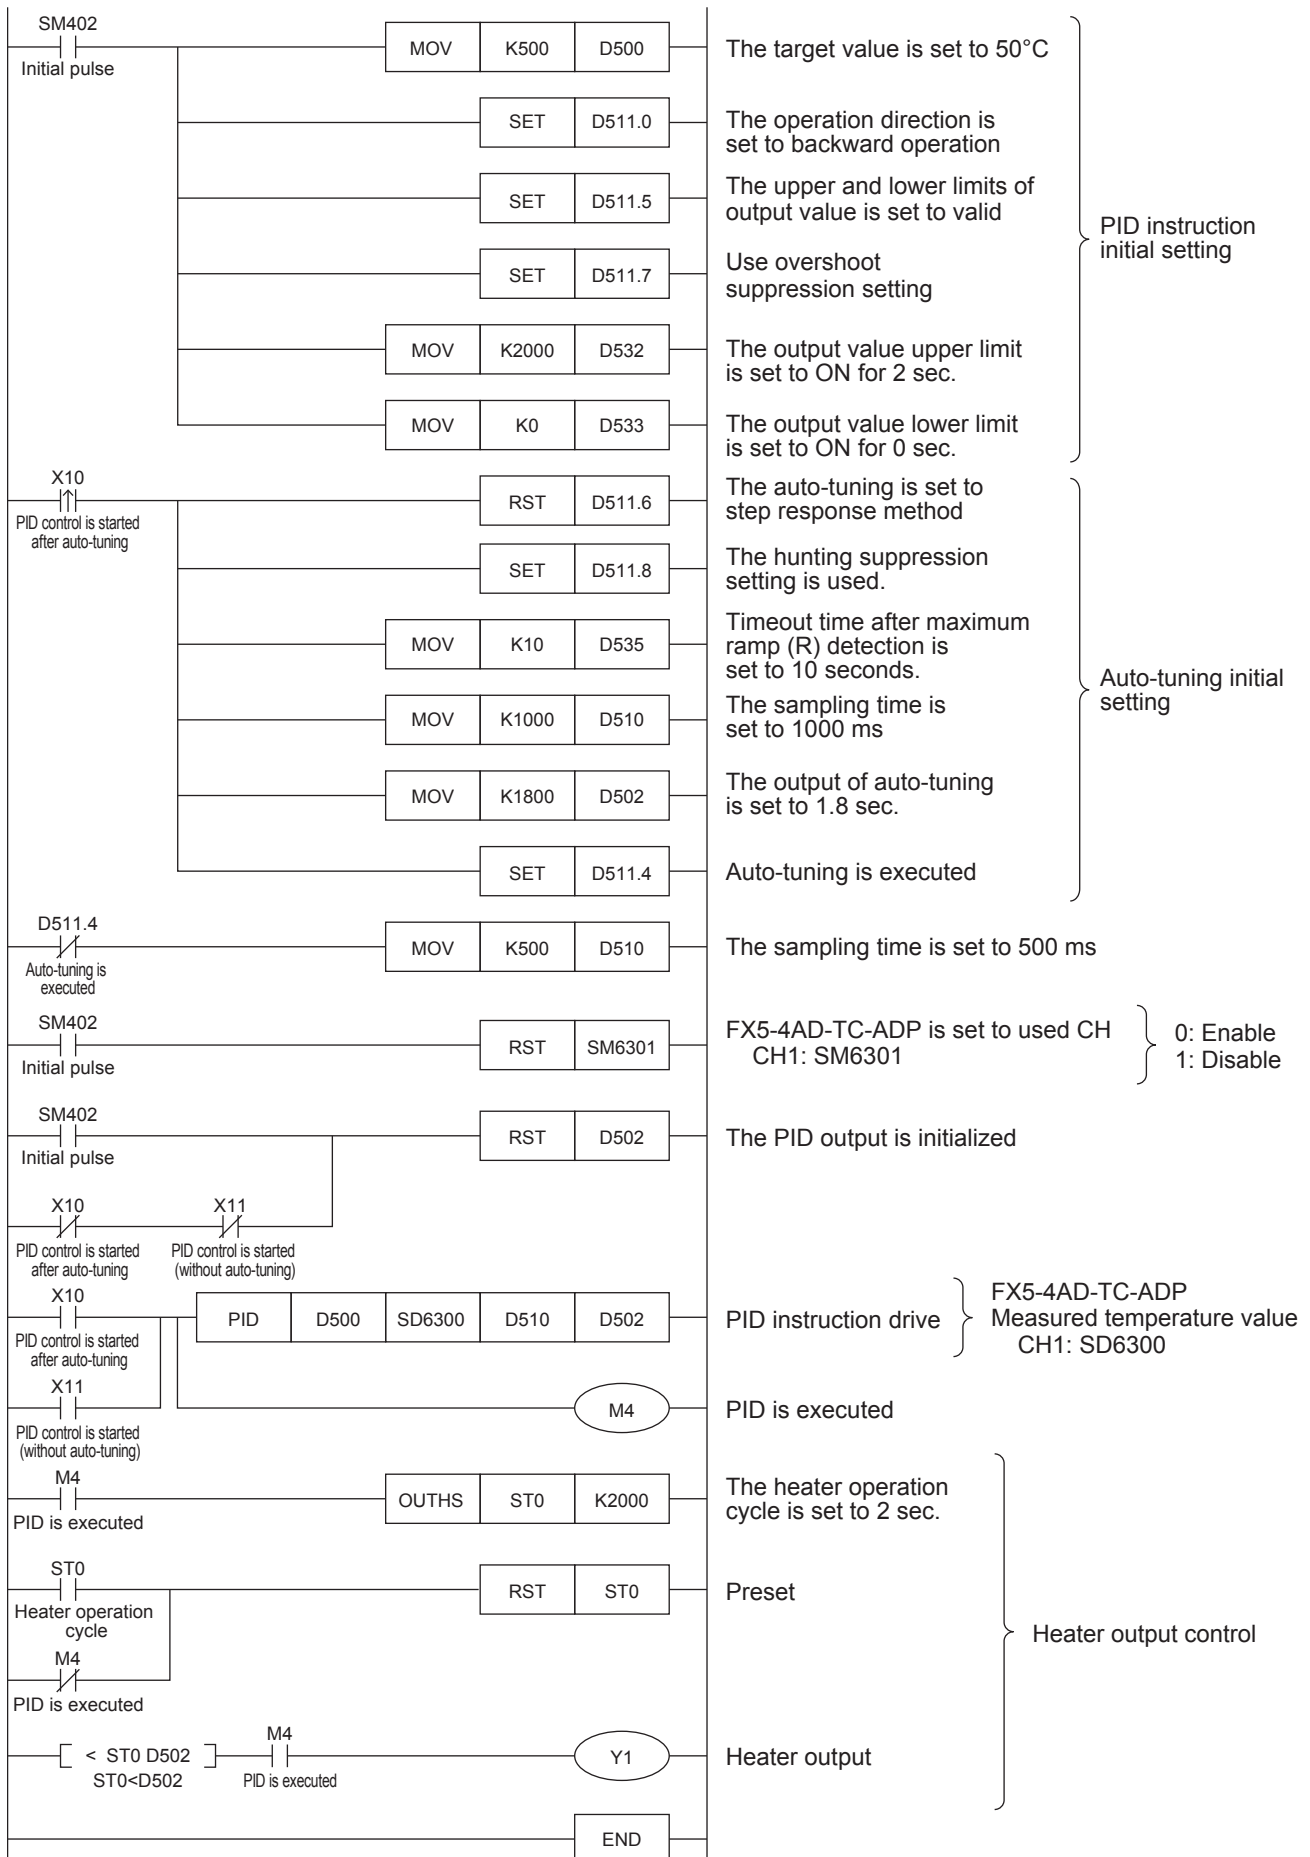 SM402
Initial pulse
MOV K500 D500
The target value is set to 50°C
SET D511.0
The operation direction is
set to backward operation
SET D511.5
The upper and lower limits of
output value is set to valid
PID instruction
initial setting
SET D511.7
Use overshoot
suppression setting
MOV K2000 D532
The output value upper limit
is set to ON for 2 sec.
MOV K0 D533
The output value lower limit
is set to ON for 0 sec.
X10
PID control is started
after auto-tuning
RST D511.6
The auto-tuning is set to
step response method
SET D511.8
The hunting suppression
setting is used.
MOV K10 D535
Timeout time after maximum
ramp (R) detection is
set to 10 seconds.
Auto-tuning initial
setting
MOV K1000 D510
The sampling time is
set to 1000 ms
MOV K1800 D502
The output of auto-tuning
is set to 1.8 sec.
SET D511.4
Auto-tuning is executed
D511.4
Auto-tuning is
executed
MOV K500 D510
The sampling time is set to 500 ms
SM402
Initial pulse
RST SM6301
FX5-4AD-TC-ADP is set to used CH
CH1: SM6301
0: Enable
1: Disable
SM402
Initial pulse
RST D502
The PID output is initialized
X10 X11
PID control is started PID control is started
after auto-tuning (without auto-tuning)
X10
PID control is started
after auto-tuning
PID D500 SD6300 D510 D502
PID instruction drive
FX5-4AD-TC-ADP
Measured temperature value
CH1: SD6300
X11
PID control is started
(without auto-tuning)
M4
PID is executed
M4
PID is executed
OUTHS ST0 K2000
The heater operation
cycle is set to 2 sec.
ST0
Heater operation
cycle
RST ST0
Preset
Heater output control
M4
PID is executed
< ST0 D502
ST0<D502
M4
PID is executed
Y1
Heater output
END